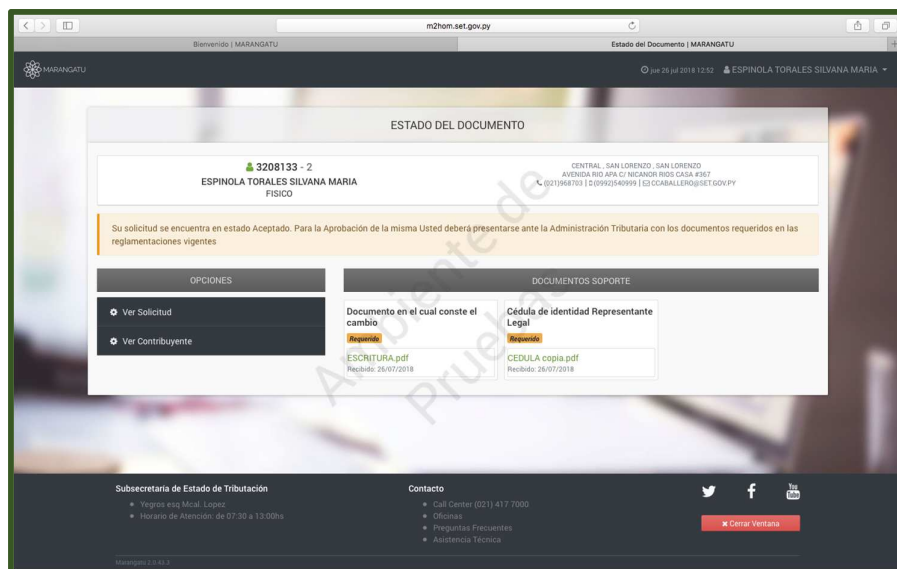 m2hom.set.gov.py
Bienvenido | MARANGATU
Estado del Documento | MARANGATU
MARANGATU
jue 26 jul 2018 12:52 ESPINOLA TORALES SILVANA MARIA
ESTADO DEL DOCUMENTO
3208133 - 2
ESPINOLA TORALES SILVANA MARIA
FISICO
CENTRAL , SAN LORENZO , SAN LORENZO
AVENIDA RIO APA C/ NICANOR RIOS CASA #367
(021)968703 | (0992)540999 | CCABALLERO@SET.GOV.PY
Su solicitud se encuentra en estado Aceptado. Para la Aprobación de la misma Usted deberá presentarse ante la Administración Tributaria con los documentos requeridos en las
reglamentaciones vigentes
OPCIONES
Ver Solicitud
Ver Contribuyente
DOCUMENTOS SOPORTE
Documento en el cual conste el
cambio
Requerido
ESCRITURA.pdf
Recibido: 26/07/2018
Cédula de identidad Representante
Legal
Requerido
CEDULA copia.pdf
Recibido: 26/07/2018
Ambiente de
Pruebas
Subsecretaría de Estado de Tributación
Yegros esq Mcal. Lopez
Horario de Atención: de 07:30 a 13:00hs
Contacto
Call Center (021) 417 7000
Oficinas
Preguntas Frecuentes
Asistencia Técnica
You
Tube
Cerrar Ventana